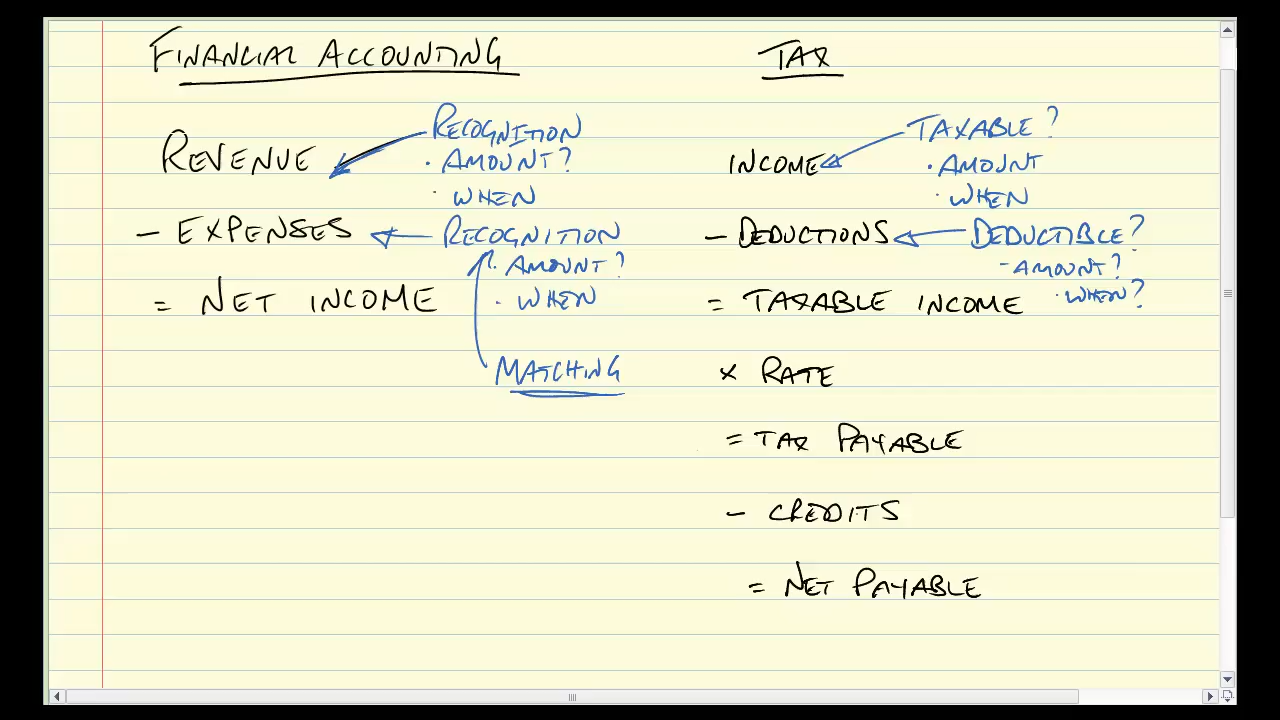 FINANCIAL ACCOUNTING
REVENUE
RECOGNITION
· AMOUNT?
· WHEN
- EXPENSES
RECOGNITION
· AMOUNT?
· WHEN
= NET INCOME
MATCHING
TAX
INCOME
TAXABLE?
· AMOUNT
· WHEN
- DEDUCTIONS
DEDUCTIBLE?
- AMOUNT?
· WHEN?
= TAXABLE INCOME
× RATE
= TAX PAYABLE
- CREDITS
= NET PAYABLE